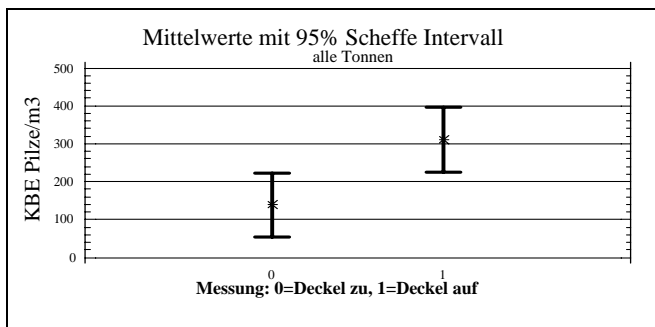 Mittelwerte mit 95% Scheffe Intervall
alle Tonnen
KBE Pilze/m3
500
400
300
200
100
0
0 1
Messung: 0=Deckel zu, 1=Deckel auf